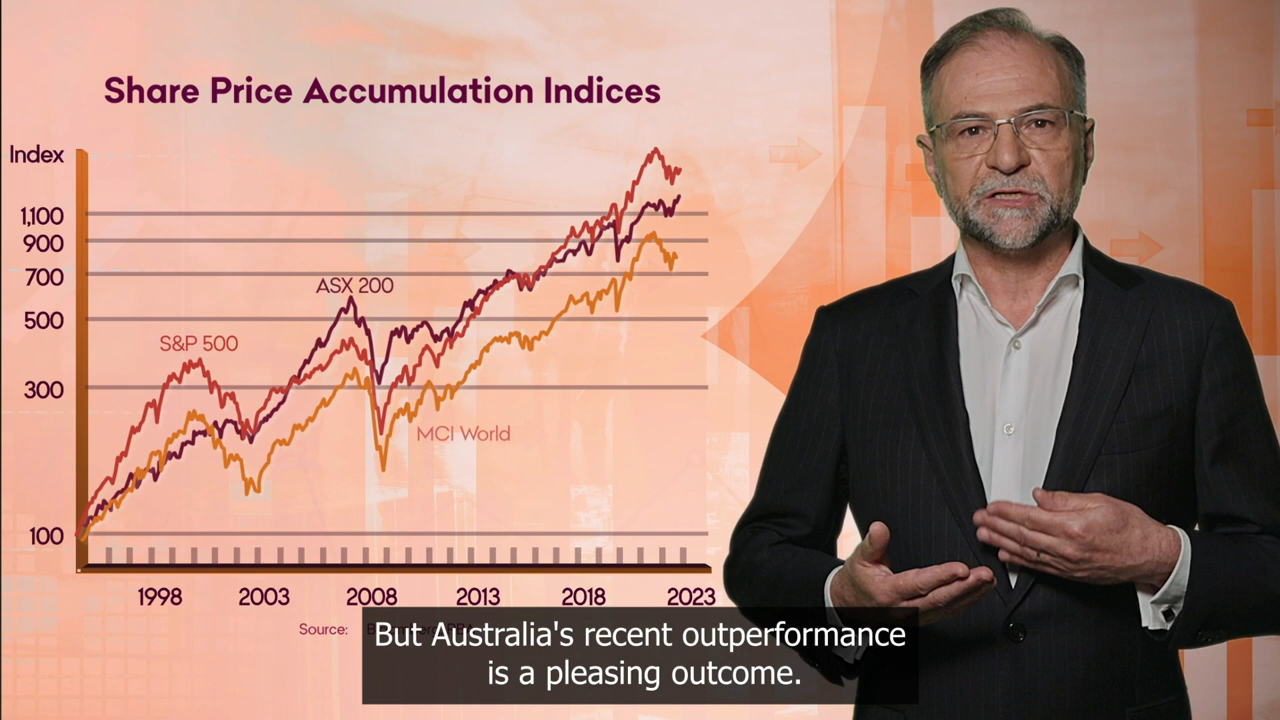 Share Price Accumulation Indices
Index
1,100
900
700
500
300
100
ASX 200
S&P 500
MCI World
1998 2003 2008 2013 2018 2023
Source:
But Australia's recent outperformance
is a pleasing outcome.